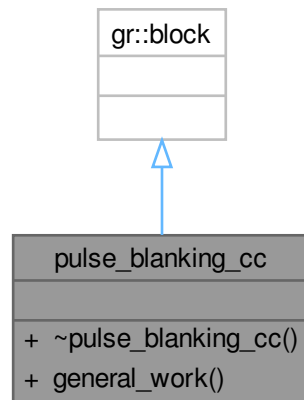 gr::block
pulse_blanking_cc
+ ~pulse_blanking_cc()
+ general_work()